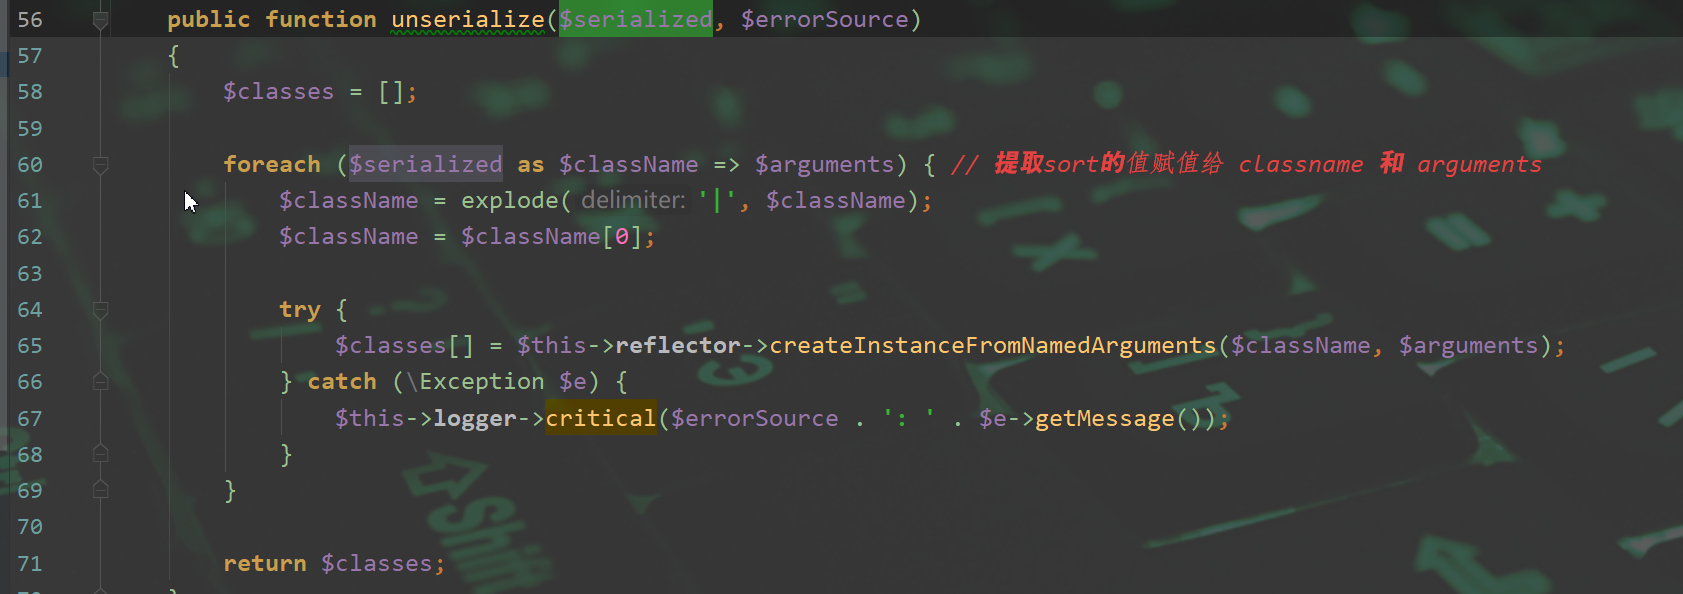 56 public function unserialize($serialized, $errorSource)
57 {
58 $classes = [];
59
60 foreach ($serialized as $className => $arguments) { // 提取sort的值赋值给 classname 和 arguments
61 $className = explode( delimiter: '|', $className);
62 $className = $className[0];
63
64 try {
65 $classes[] = $this->reflector->createInstanceFromNamedArguments($className, $arguments);
66 } catch (\Exception $e) {
67 $this->logger->critical($errorSource . ': ' . $e->getMessage());
68 }
69 }
70
71 return $classes;
Shift